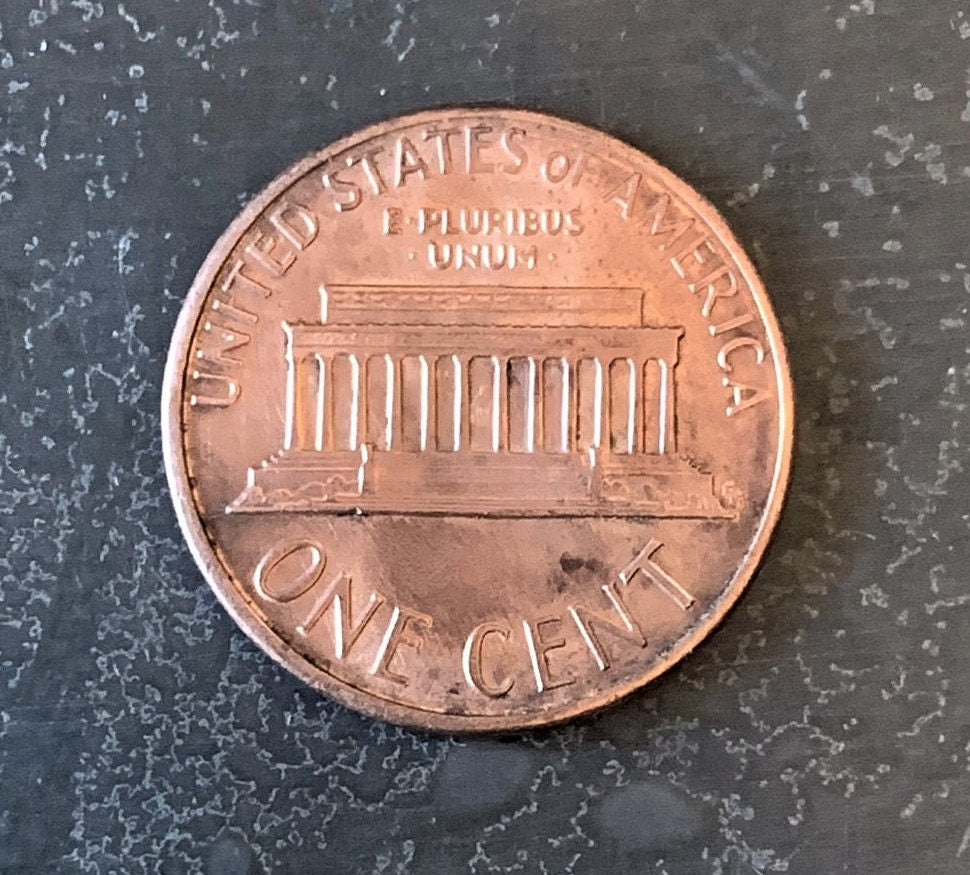 UNITED STATES OF AMERICA
E·PLURIBUS
·UNUM·
ONE CENT